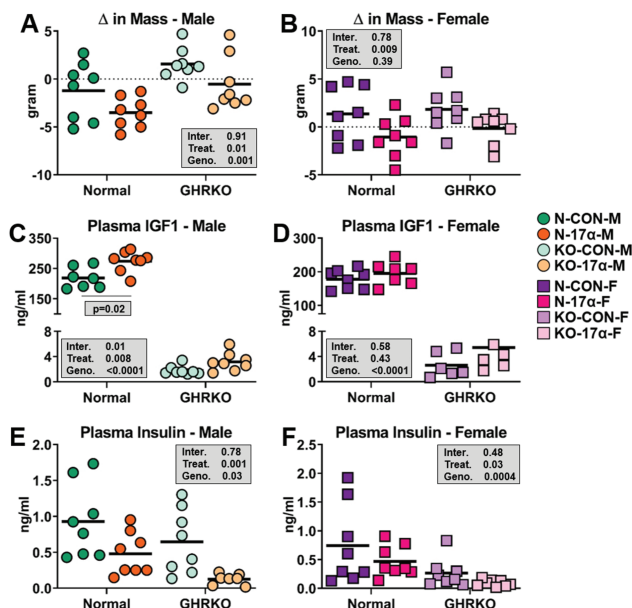 A
Δ in Mass - Male
gram
5
0
-5
-10
Inter. 0.91
Treat. 0.01
Geno. 0.001
Normal
GHRKO
B
Δ in Mass - Female
gram
10
5
0
-5
Inter. 0.78
Treat. 0.009
Geno. 0.39
Normal
GHRKO
C
Plasma IGF1 - Male
ng/ml
350
250
150
8
4
0
p=0.02
Inter. 0.01
Treat. 0.008
Geno. <0.0001
Normal
GHRKO
D
Plasma IGF1 - Female
ng/ml
300
200
100
8
4
0
Inter. 0.58
Treat. 0.43
Geno. <0.0001
Normal
GHRKO
N-CON-M
N-17α-M
KO-CON-M
KO-17α-M
N-CON-F
N-17α-F
KO-CON-F
KO-17α-F
E
Plasma Insulin - Male
ng/ml
2.0
1.5
1.0
0.5
0.0
Inter. 0.78
Treat. 0.001
Geno. 0.03
Normal
GHRKO
F
Plasma Insulin - Female
ng/ml
2.5
2.0
1.5
1.0
0.5
0.0
Inter. 0.48
Treat. 0.03
Geno. 0.0004
Normal
GHRKO